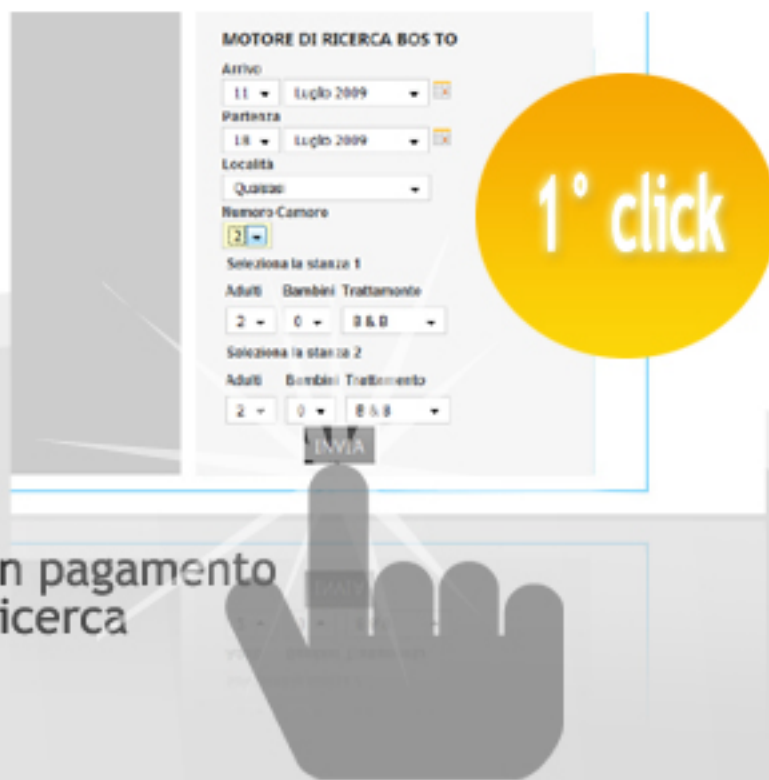 MOTORE DI RICERCA BOS TO
Arrivo
11 Luglio 2009
Partenza
18 Luglio 2009
Località
Qualsiasi
Numero Camere
2
Seleziona la stanza 1
Adulti Bambini Trattamento
2 0 B & B
Seleziona la stanza 2
Adulti Bambini Trattamento
2 0 B & B
INVIA
1° click
n pagamento
icerca